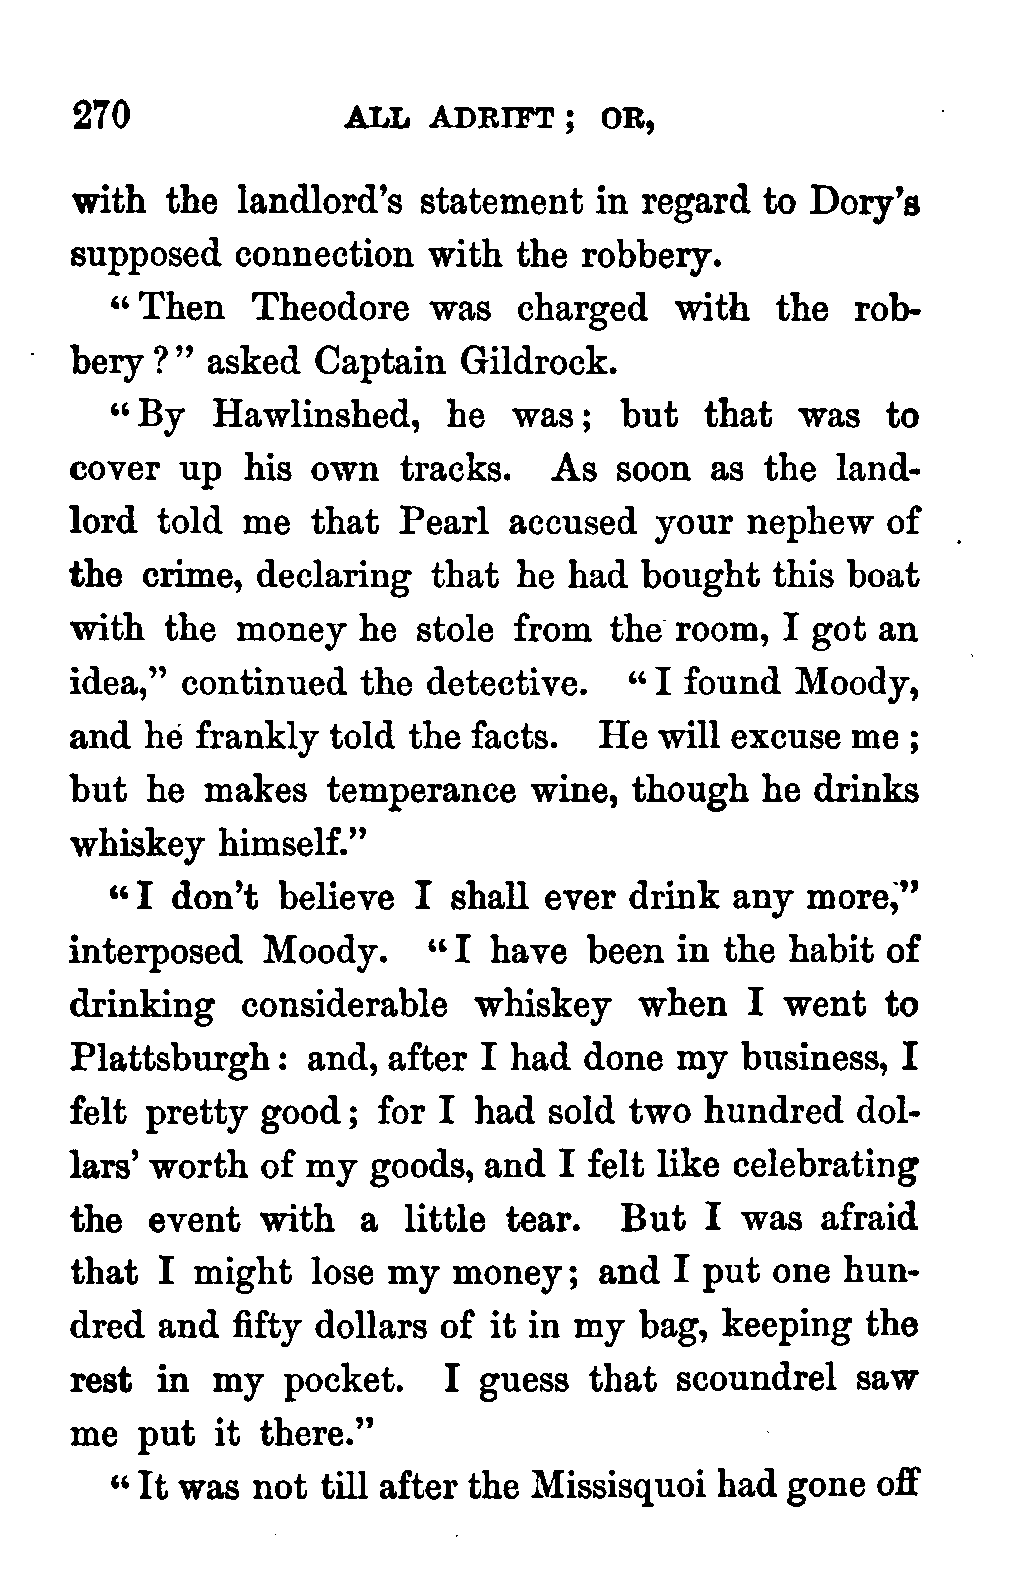 270 ALL ADRIFT; OR,
with the landlord's statement in regard to Dory's
supposed connection with the robbery.
"Then Theodore was charged with the rob-
bery?" asked Captain Gildrock.
"By Hawlinshed, he was; but that was to
cover up his own tracks. As soon as the land-
lord told me that Pearl accused your nephew of
the crime, declaring that he had bought this boat
with the money he stole from the room, I got an
idea," continued the detective. "I found Moody,
and he frankly told the facts. He will excuse me;
but he makes temperance wine, though he drinks
whiskey himself."
"I don't believe I shall ever drink any more,"
interposed Moody. "I have been in the habit of
drinking considerable whiskey when I went to
Plattsburgh: and, after I had done my business, I
felt pretty good; for I had sold two hundred dol-
lars' worth of my goods, and I felt like celebrating
the event with a little tear. But I was afraid
that I might lose my money; and I put one hun-
dred and fifty dollars of it in my bag, keeping the
rest in my pocket. I guess that scoundrel saw
me put it there."
"It was not till after the Missisquoi had gone off